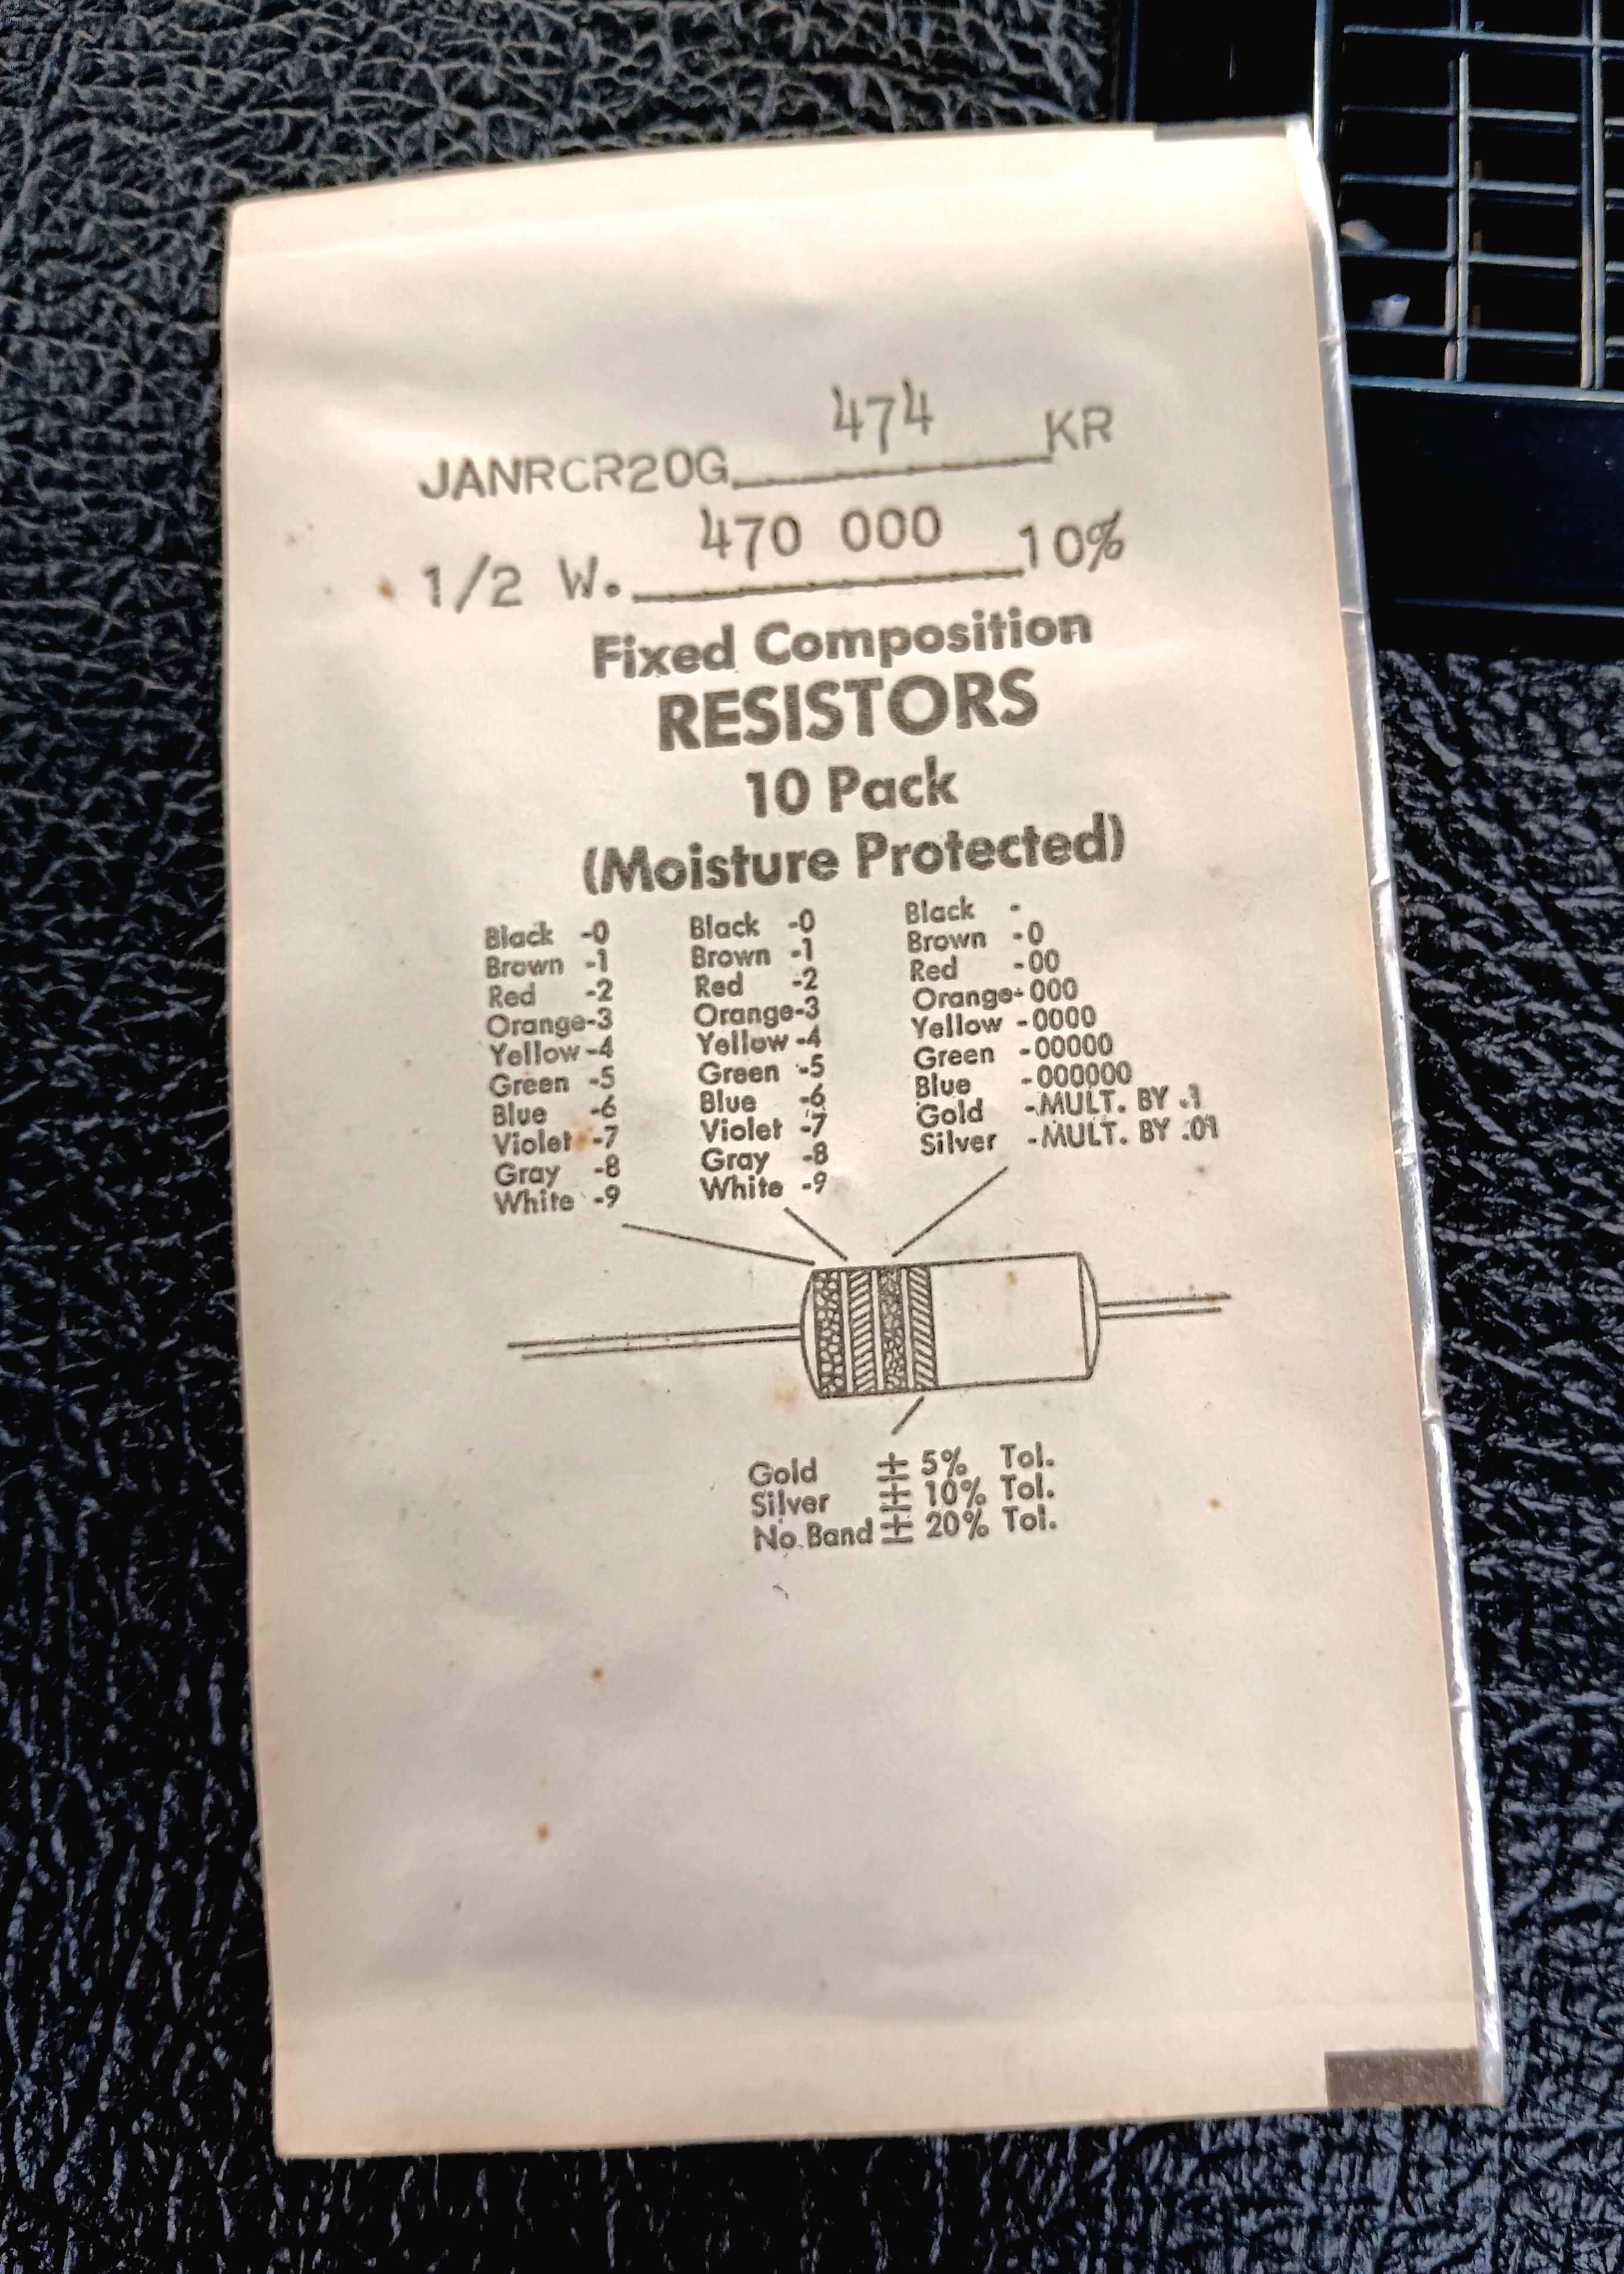 JANRCR20G 474 KR
1/2 W. 470 000 10%
Fixed Composition
RESISTORS
10 Pack
(Moisture Protected)
Black -0 Black -0 Black -
Brown -1 Brown -1 Brown -0
Red -2 Red -2 Red -00
Orange-3 Orange-3 Orange-000
Yellow-4 Yellow-4 Yellow -0000
Green -5 Green -5 Green -00000
Blue -6 Blue -6 Blue -000000
Violet -7 Violet -7 Gold -MULT. BY .1
Gray -8 Gray -8 Silver -MULT. BY .01
White -9 White -9
Gold ± 5% Tol.
Silver ± 10% Tol.
No Band ± 20% Tol.